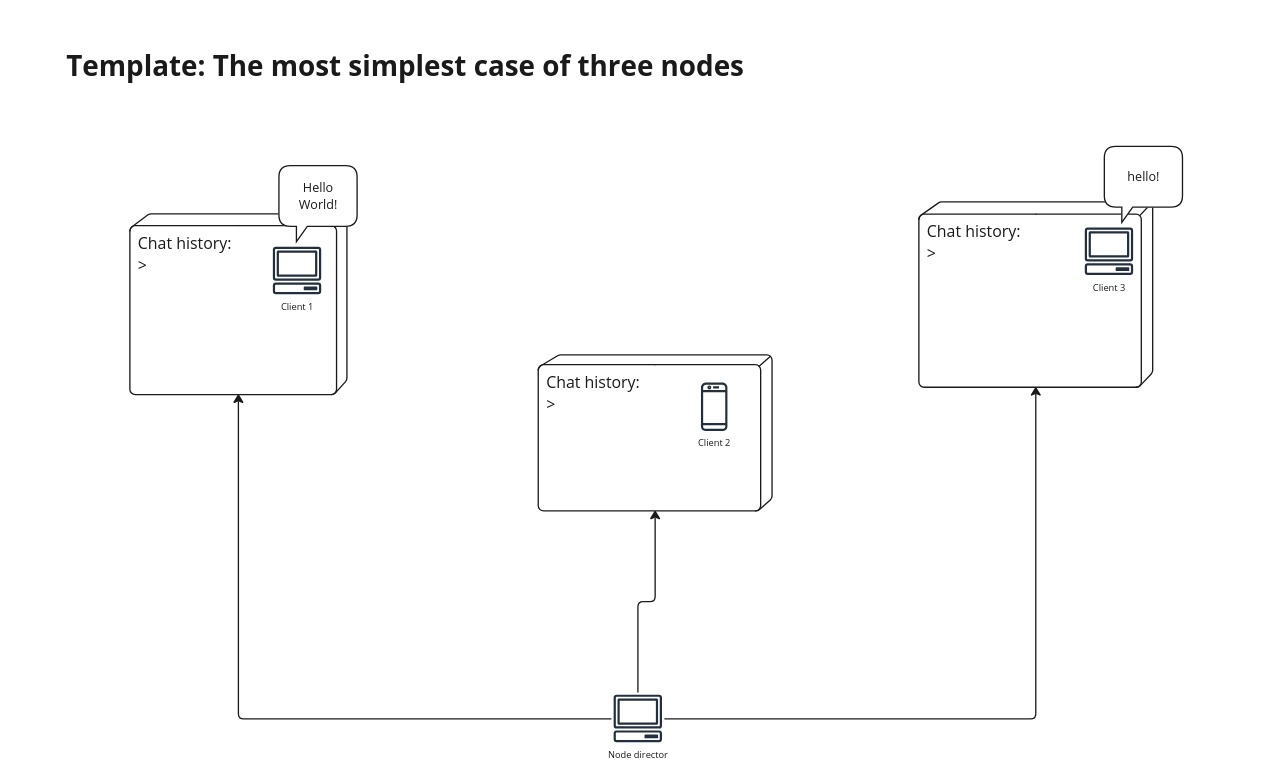 Template: The most simplest case of three nodes
Hello
World!
Chat history:
>
Client 1
hello!
Chat history:
>
Client 3
Chat history:
>
Client 2
Node director